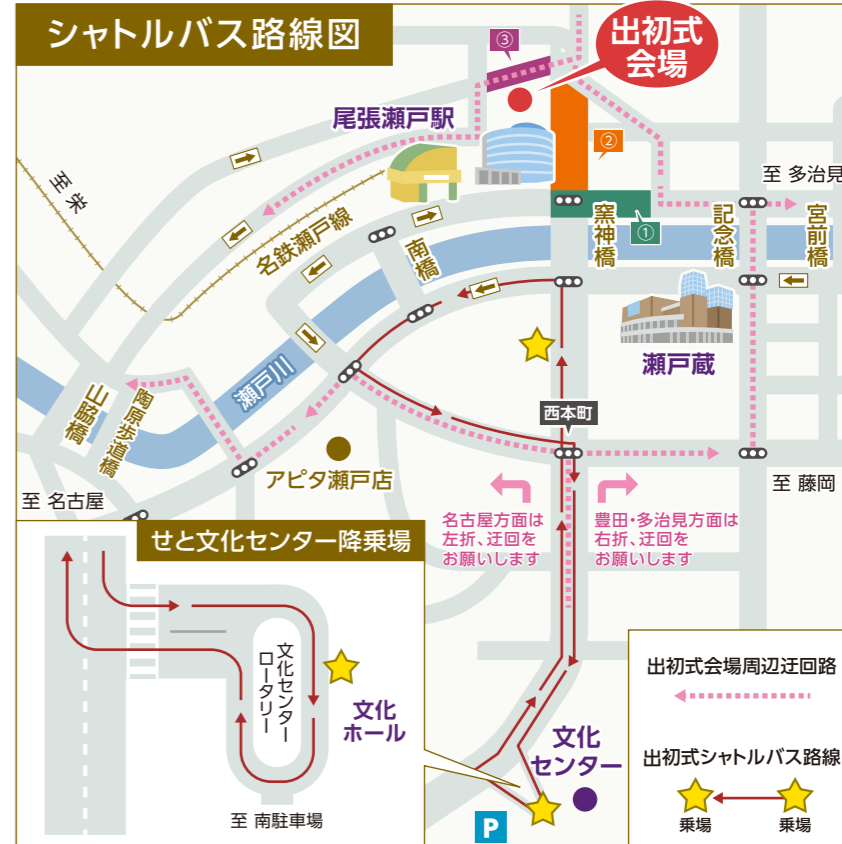 シャトルバス路線図
出初式
会場
③
尾張瀬戸駅
②
至 栄
至 多治見
①
窯神橋
記念橋
宮前橋
名鉄瀬戸線
南橋
瀬戸川
瀬戸蔵
山脇橋
陶原歩道橋
西本町
アピタ瀬戸店
至 名古屋
至 藤岡
名古屋方面は
左折、迂回を
お願いします
豊田・多治見方面は
右折、迂回を
お願いします
せと文化センター降乗場
文化センター
ロータリー
文化
ホール
至 南駐車場
文化
センター
P
出初式会場周辺迂回路
出初式シャトルバス路線
乗場
乗場